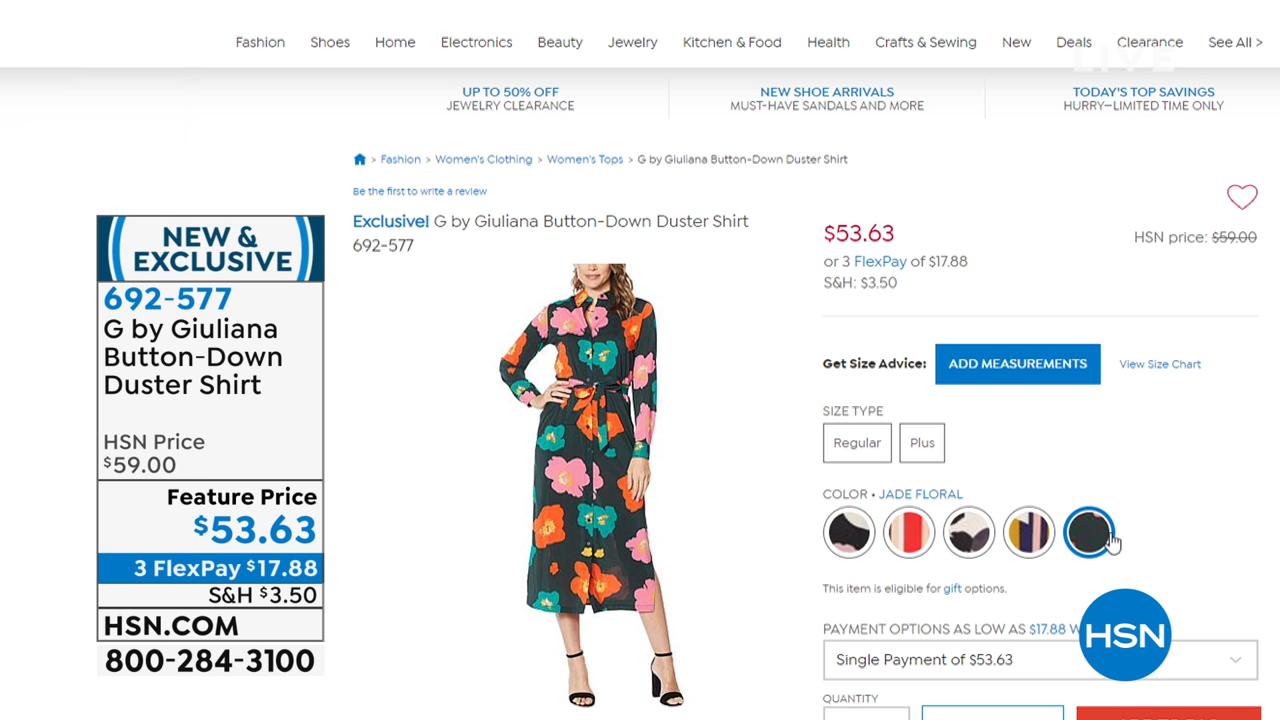 Fashion Shoes Home Electronics Beauty Jewelry Kitchen & Food Health Crafts & Sewing New Deals Clearance See All >
LIVE
UP TO 50% OFF
JEWELRY CLEARANCE
NEW SHOE ARRIVALS
MUST-HAVE SANDALS AND MORE
TODAY'S TOP SAVINGS
HURRY—LIMITED TIME ONLY
> Fashion > Women's Clothing > Women's Tops > G by Giuliana Button-Down Duster Shirt
Be the first to write a review
Exclusive! G by Giuliana Button-Down Duster Shirt
692-577
NEW &
EXCLUSIVE
692-577
G by Giuliana
Button-Down
Duster Shirt
HSN Price
$59.00
Feature Price
$53.63
3 FlexPay $17.88
S&H $3.50
HSN.COM
800-284-3100
$53.63
HSN price: $59.00
or 3 FlexPay of $17.88
S&H: $3.50
Get Size Advice: ADD MEASUREMENTS View Size Chart
SIZE TYPE
Regular Plus
COLOR • JADE FLORAL
This item is eligible for gift options.
PAYMENT OPTIONS AS LOW AS $17.88 W
HSN
Single Payment of $53.63
QUANTITY